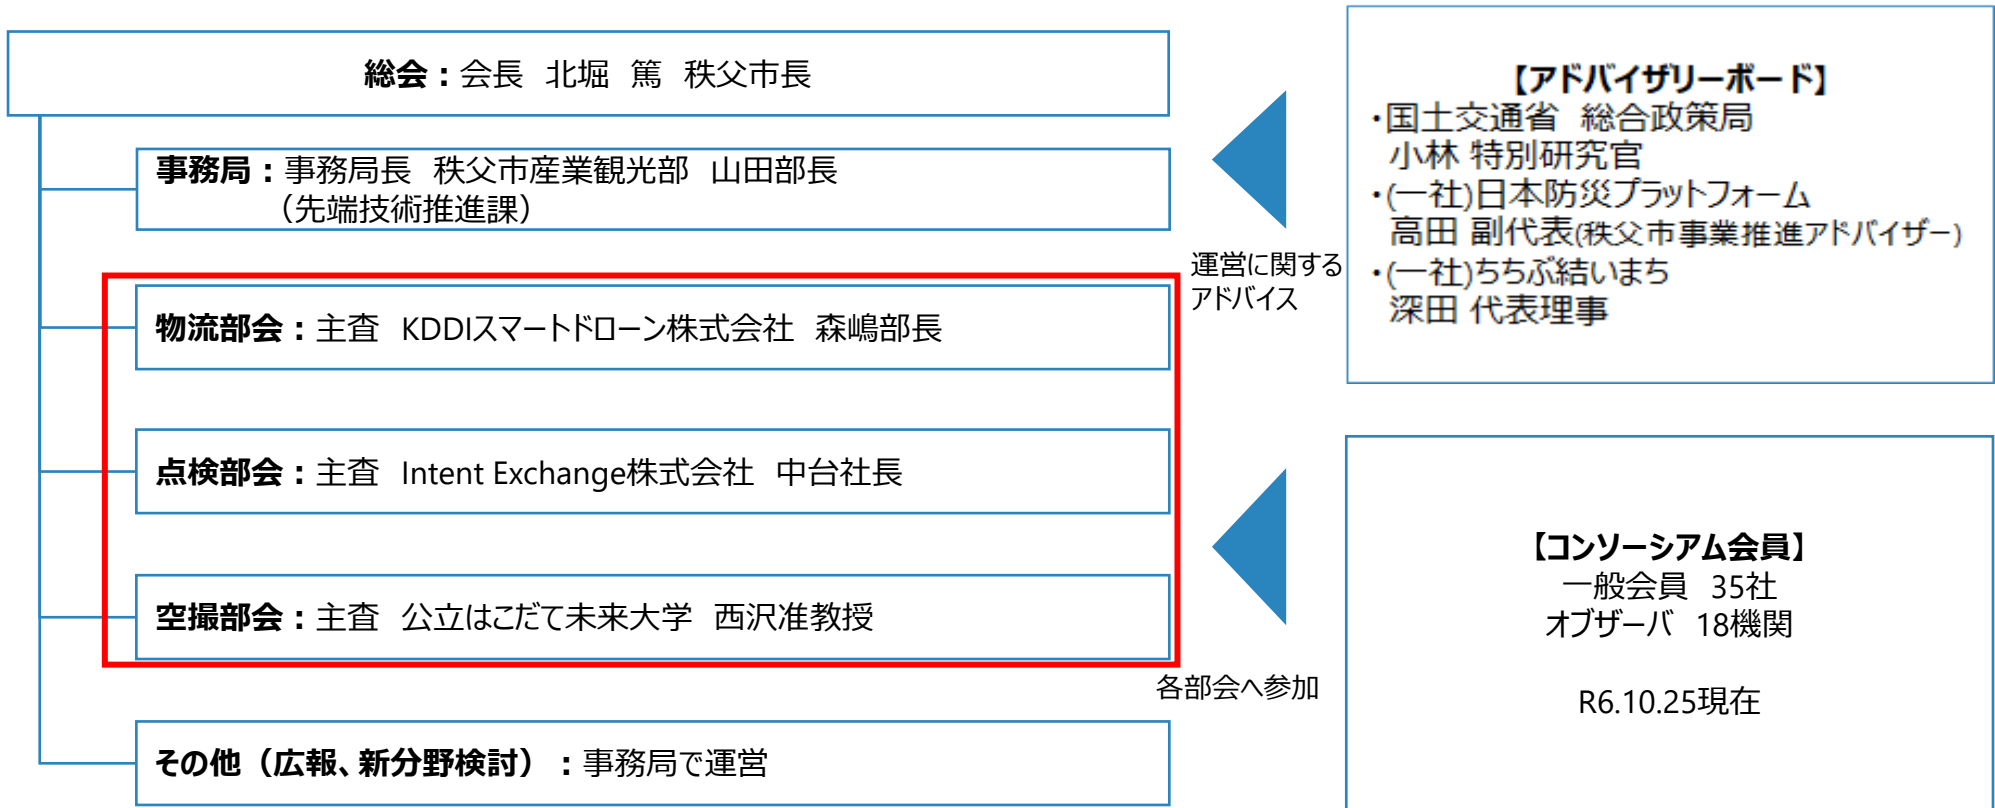 総会：会長　北堀　篤　秩父市長
事務局：事務局長　秩父市産業観光部　山田部長
（先端技術推進課）
物流部会：主査　KDDIスマートドローン株式会社　森嶋部長
点検部会：主査　Intent Exchange株式会社　中台社長
空撮部会：主査　公立はこだて未来大学　西沢准教授
その他（広報、新分野検討）：事務局で運営
運営に関する
アドバイス
各部会へ参加
【アドバイザリーボード】
・国土交通省　総合政策局
小林 特別研究官
・(一社)日本防災プラットフォーム
高田 副代表(秩父市事業推進アドバイザー)
・(一社)ちちぶ結いまち
深田 代表理事
【コンソーシアム会員】
一般会員　35社
オブザーバ　18機関
R6.10.25現在